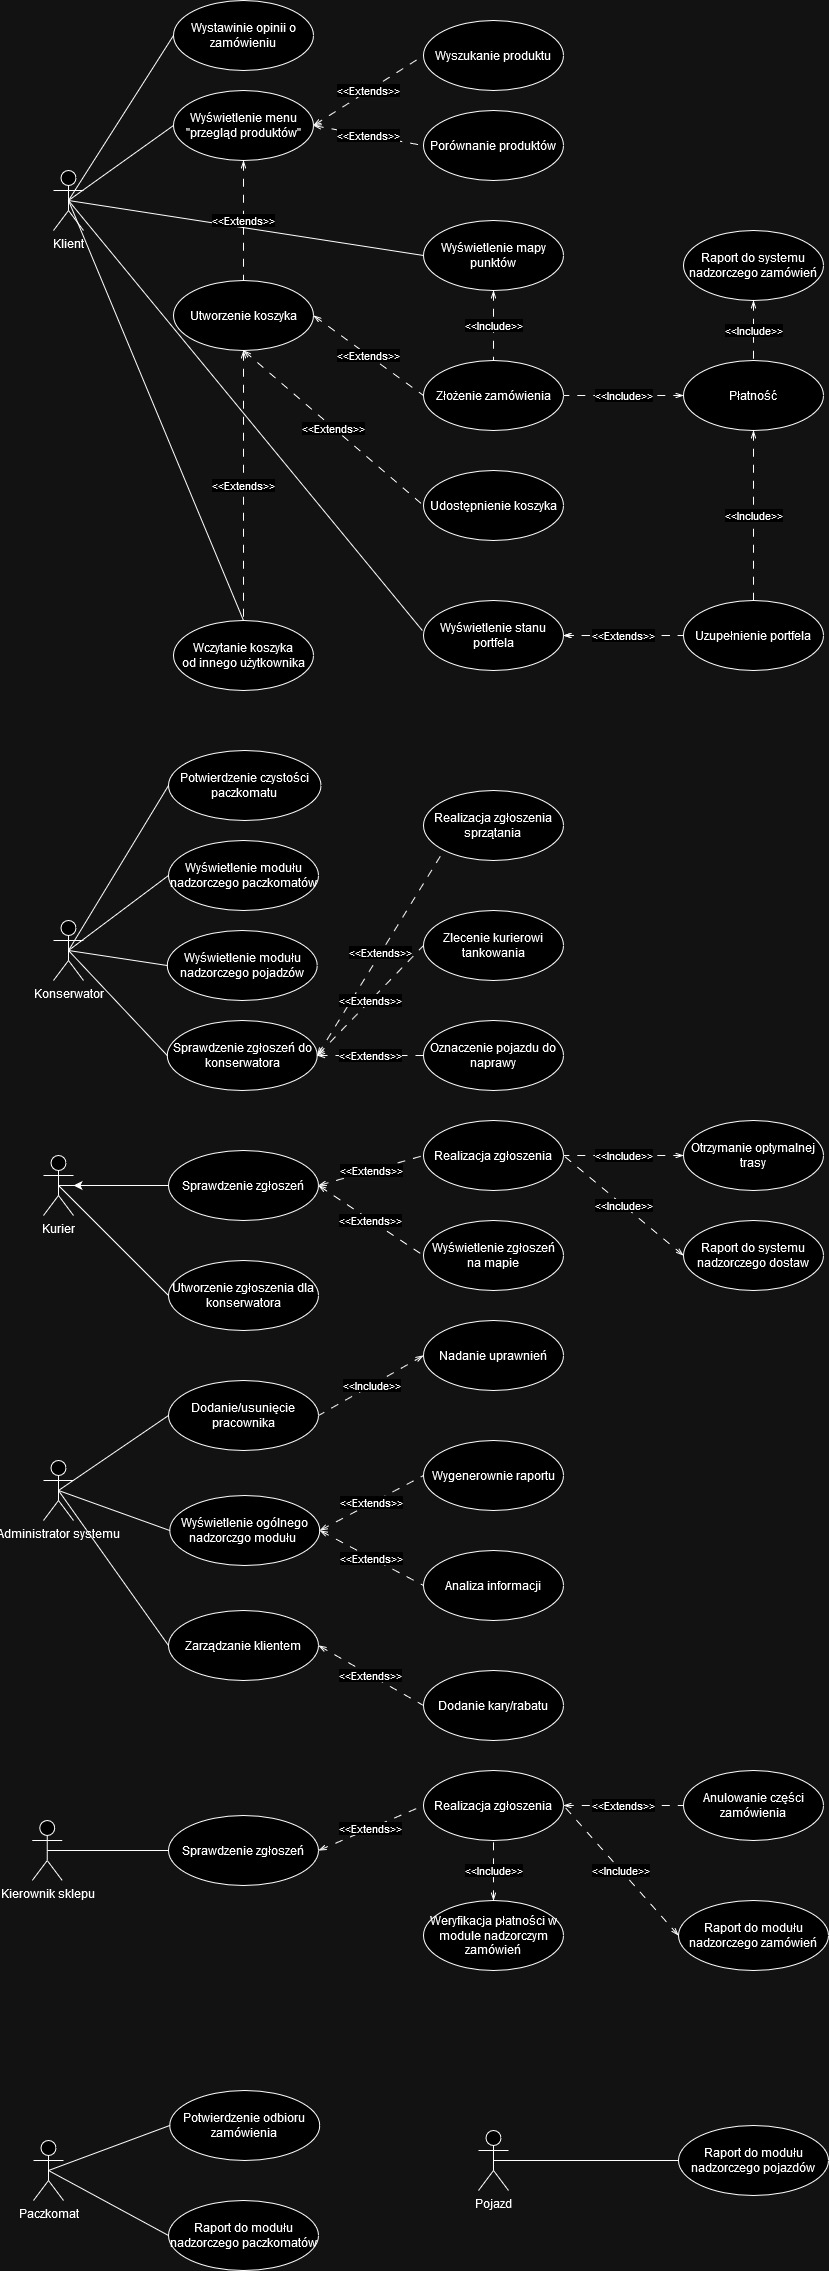 Wystawinie opinii o
zamówieniu
Wyszukanie produktu
<<Extends>>
Wyświetlenie menu
"przegląd produktów"
<<Extends>>
Porównanie produktów
Klient
<<Extends>>
Wyświetlenie mapy
punktów
Raport do systemu
nadzorczego zamówień
Utworzenie koszyka
<<Include>>
<<Include>>
<<Extends>>
Złożenie zamówienia
<<Include>>
Płatność
<<Extends>>
<<Extends>>
Udostępnienie koszyka
<<Include>>
Wczytanie koszyka
od innego użytkownika
Wyświetlenie stanu
portfela
<<Extends>>
Uzupełnienie portfela
Potwierdzenie czystości
paczkomatu
Realizacja zgłoszenia
sprzątania
Wyświetlenie modułu
nadzorczego paczkomatów
Zlecenie kurierowi
tankowania
<<Extends>>
Wyświetlenie modułu
nadzorczego pojadzów
Konserwator
<<Extends>>
Sprawdzenie zgłoszeń do
konserwatora
<<Extends>>
Oznaczenie pojazdu do
naprawy
Realizacja zgłoszenia
<<Include>>
Otrzymanie optymalnej
trasy
<<Extends>>
Sprawdzenie zgłoszeń
<<Include>>
Kurier
<<Extends>>
Wyświetlenie zgłoszeń
na mapie
Raport do systemu
nadzorczego dostaw
Utworzenie zgłoszenia dla
konserwatora
Nadanie uprawnień
<<Include>>
Dodanie/usunięcie
pracownika
Wygenerownie raportu
<<Extends>>
Administrator systemu
Wyświetlenie ogólnego
nadzorczgo modułu
<<Extends>>
Analiza informacji
Zarządzanie klientem
<<Extends>>
Dodanie kary/rabatu
Realizacja zgłoszenia
<<Extends>>
Anulowanie części
zamówienia
<<Extends>>
Sprawdzenie zgłoszeń
<<Include>>
<<Include>>
Kierownik sklepu
Weryfikacja płatności w
module nadzorczym
zamówień
Raport do modułu
nadzorczego zamówień
Potwierdzenie odbioru
zamówienia
Paczkomat
Raport do modułu
nadzorczego paczkomatów
Pojazd
Raport do modułu
nadzorczego pojazdów